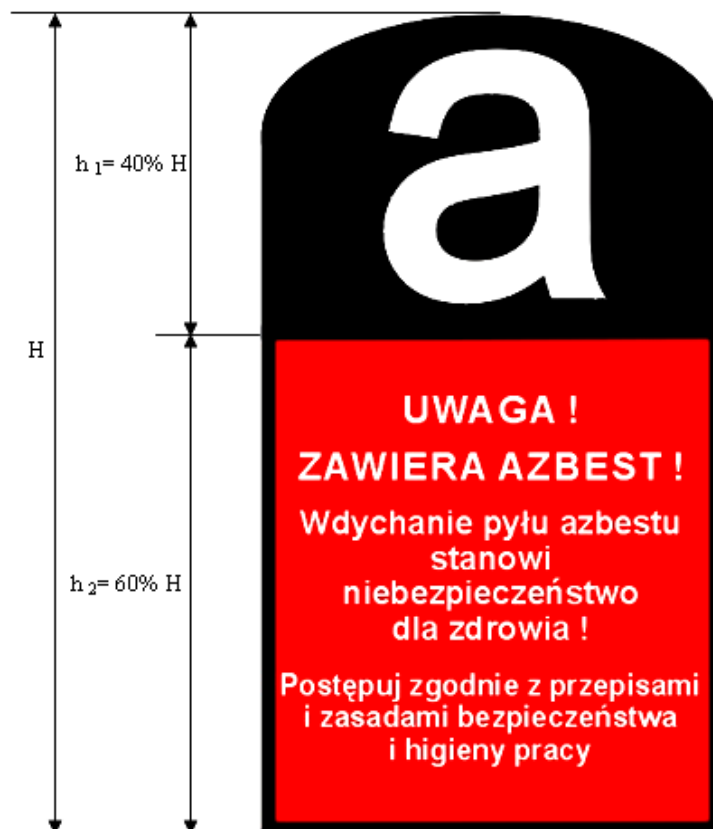 a
h 1= 40% H
H
UWAGA !
ZAWIERA AZBEST !
Wdychanie pyłu azbestu
stanowi
niebezpieczeństwo
dla zdrowia !
h 2= 60% H
Postępuj zgodnie z przepisami
i zasadami bezpieczeństwa
i higieny pracy